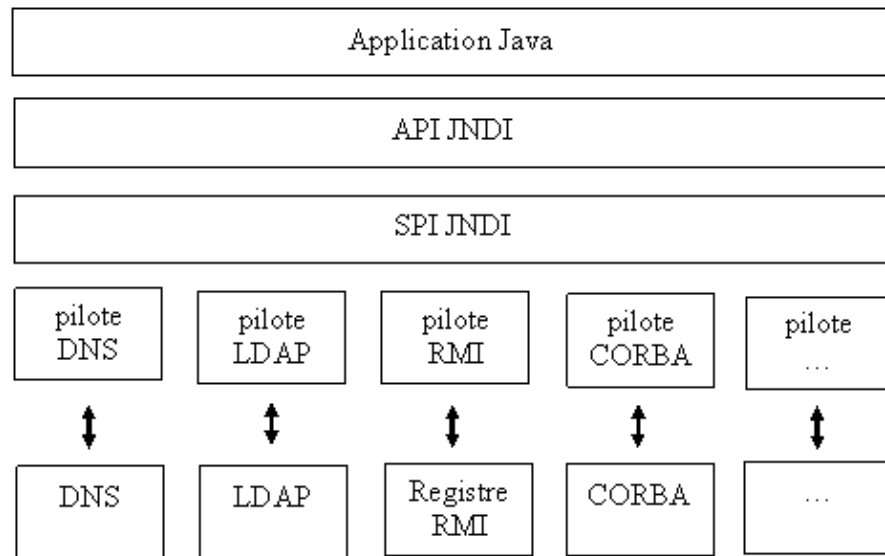 Application Java
API JNDI
SPI JNDI
pilote
DNS
pilote
LDAP
pilote
RMI
pilote
CORBA
pilote
...
DNS
LDAP
Registre
RMI
CORBA
...